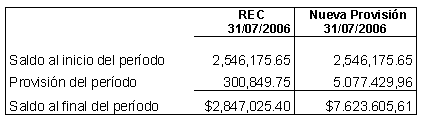 REC Nueva Provisión
31/07/2006 31/07/2006
Saldo al inicio del período 2,546,175.65 2,546,175.65
Provisión del período 300,849.75 5.077.429,96
Saldo al final del período $2,847,025.40 $7.623.605,61